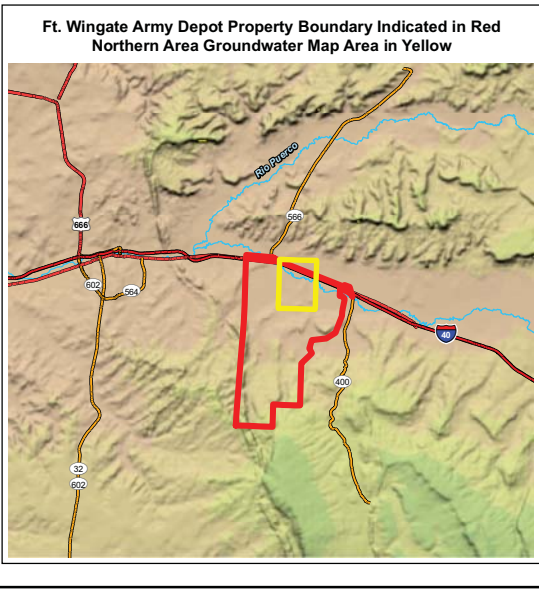 Ft. Wingate Army Depot Property Boundary Indicated in Red
Northern Area Groundwater Map Area in Yellow
Rio Puerco
566
666
602
564
40
400
32
602